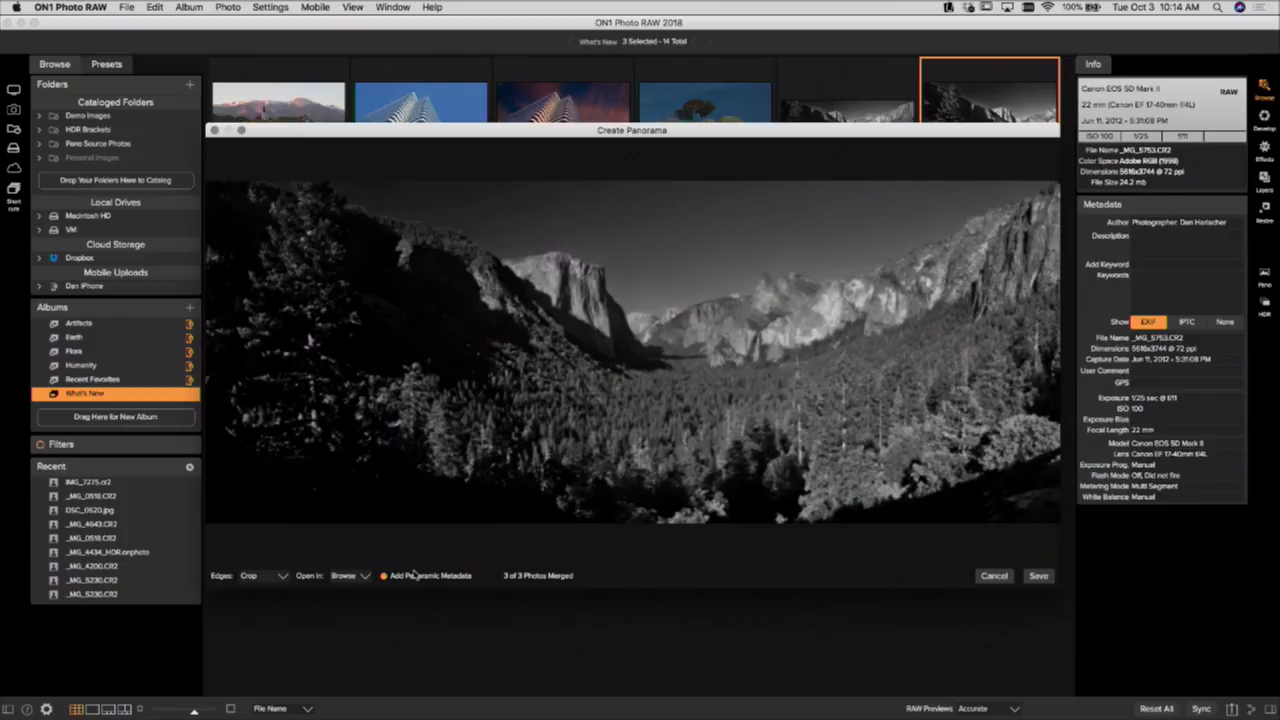 ON1 Photo RAW File Edit Album Photo Settings Mobile View Window Help 100% Tue Oct 3 10:14 AM
ON1 Photo RAW 2018
What's New 3 Selected - 14 Total
Browse Presets
Folders
Cataloged Folders
Demo Images
HDR Brackets
Pano Source Photos
Personal Images
Drop Your Folders Here to Catalog
Local Drives
Macintosh HD
VM
Cloud Storage
Dropbox
Mobile Uploads
Dan iPhone
Albums
Artifacts
Earth
Flora
Humanity
Recent Favorites
What's New
Drag Here for New Album
Filters
Recent
IMG_7275.cr2
_MG_0518.CR2
DSC_0520.jpg
_MG_4643.CR2
_MG_0518.CR2
_MG_4434_HDR.onphoto
_MG_4200.CR2
_MG_5230.CR2
_MG_5230.CR2
Create Panorama
Edges: Crop Open In: Browse Add Panoramic Metadata 3 of 3 Photos Merged Cancel Save
Info
Canon EOS 5D Mark II RAW
22 mm (Canon EF 17-40mm f/4L)
Jun 11, 2012 • 5:31:08 PM
ISO 100 1/25 f/11
File Name _MG_5753.CR2
Color Space Adobe RGB (1998)
Dimensions 5616x3744 @ 72 ppi
File Size 24.2 mb
Metadata
Author Photographer: Dan Harlacher
Description
Add Keyword
Keywords
Show EXIF IPTC None
File Name _MG_5753.CR2
Dimensions 5616x3744 @ 72 ppi
Capture Date Jun 11, 2012 • 5:31:08 PM
User Comment
GPS
Exposure 1/25 sec @ f/11
ISO 100
Exposure Bias
Focal Length 22 mm
Model Canon EOS 5D Mark II
Lens Canon EF 17-40mm f/4L
Exposure Prog. Manual
Flash Mode Off, Did not fire
Metering Mode Multi Segment
White Balance Manual
Browse
Develop
Effects
Layers
Resize
Pano
HDR
File Name RAW Previews Accurate Reset All Sync